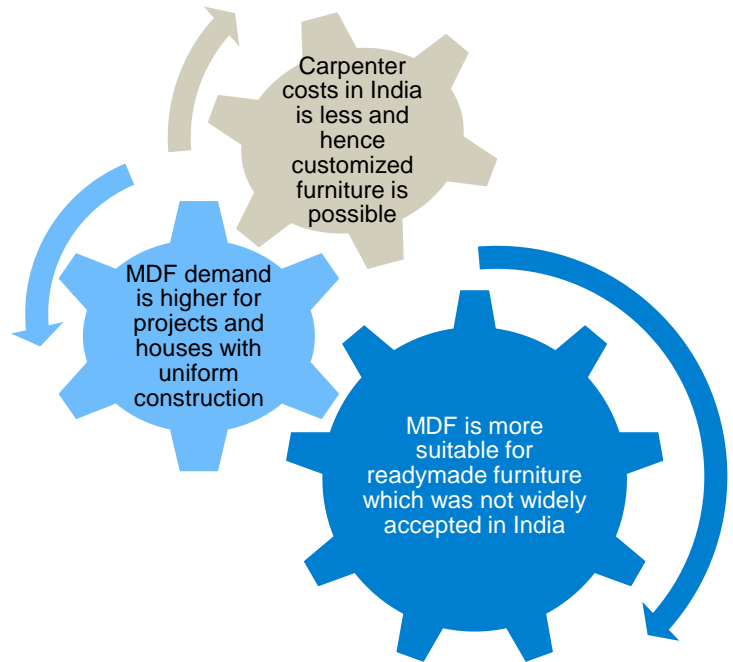 Carpenter
costs in India
is less and
hence
customized
furniture is
possible
MDF demand
is higher for
projects and
houses with
uniform
construction
MDF is more
suitable for
readymade furniture
which was not widely
accepted in India